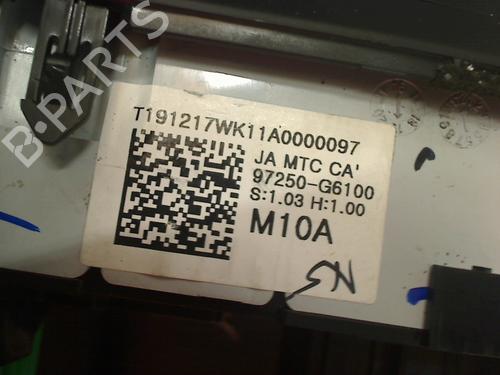 B-PARTS
T191217WK11A0000097
JA MTC CA'
97250-G6100
S:1.03 H:1.00
M10A